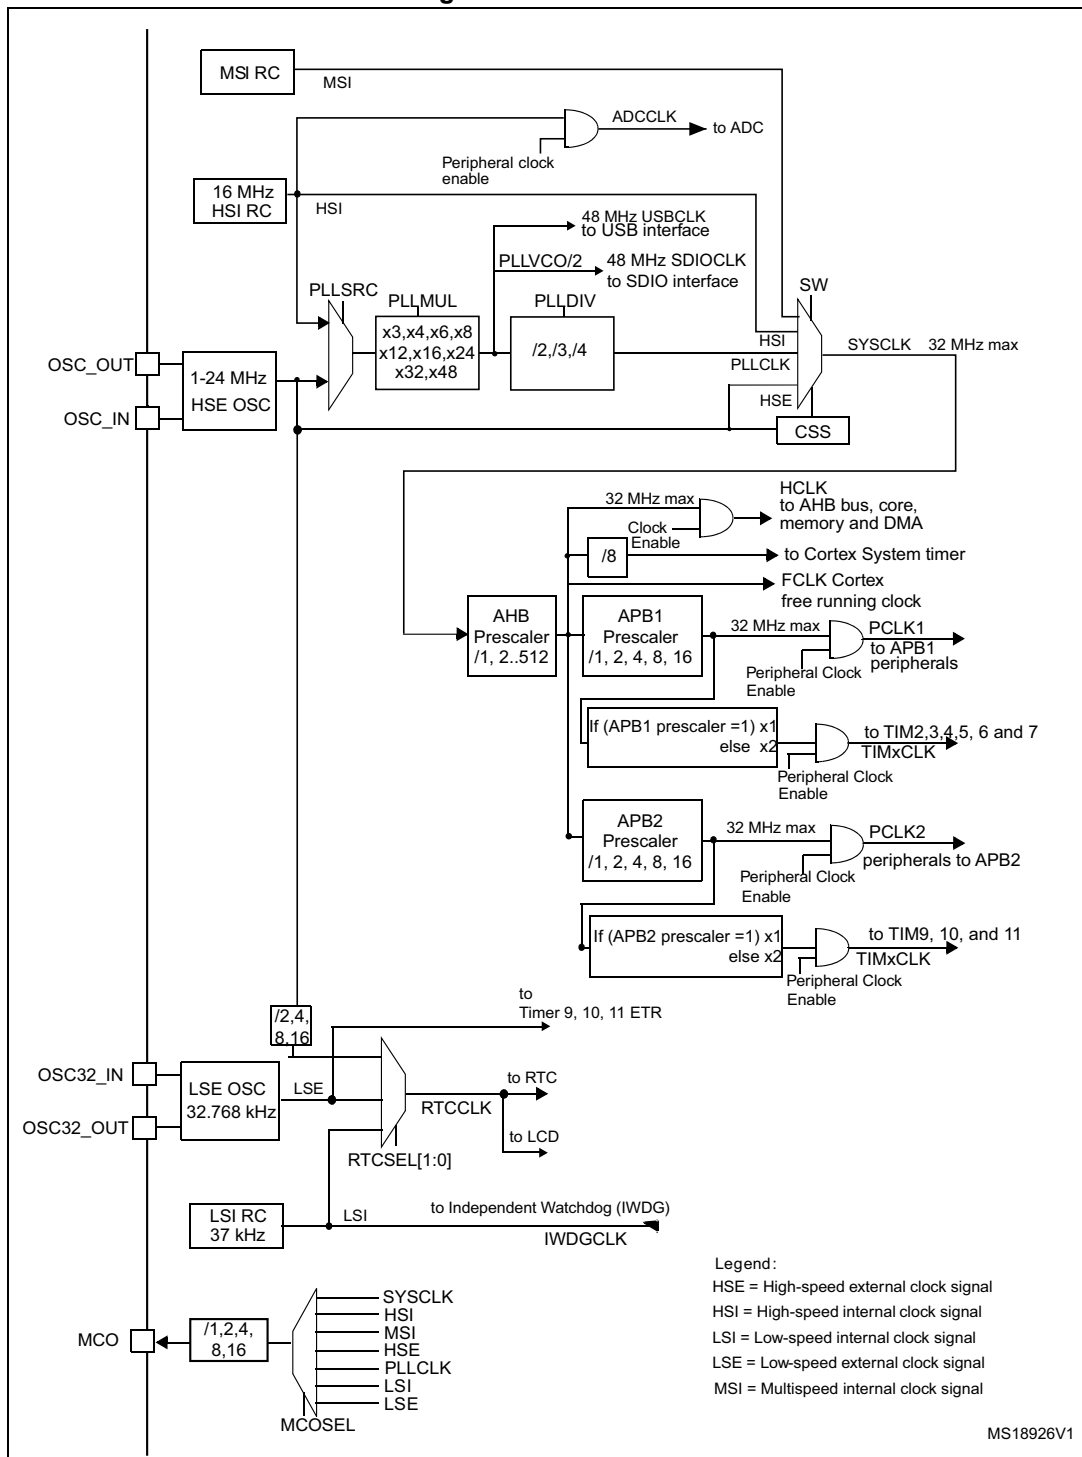 MSI RC
MSI
ADCCLK
to ADC
Peripheral clock
enable
16 MHz
HSI RC
HSI
48 MHz USBCLK
to USB interface
PLLVCO/2
48 MHz SDIOCLK
to SDIO interface
PLLSRC
PLLMUL
PLLDIV
SW
x3,x4,x6,x8
x12,x16,x24
x32,x48
/2,/3,/4
HSI
SYSCLK
32 MHz max
PLLCLK
HSE
CSS
OSC_OUT
OSC_IN
1-24 MHz
HSE OSC
32 MHz max
HCLK
to AHB bus, core,
memory and DMA
Clock
Enable
/8
to Cortex System timer
FCLK Cortex
free running clock
AHB
Prescaler
/1, 2..512
APB1
Prescaler
/1, 2, 4, 8, 16
32 MHz max
PCLK1
to APB1
peripherals
Peripheral Clock
Enable
If (APB1 prescaler =1) x1
else x2
to TIM2,3,4,5, 6 and 7
TIMxCLK
Peripheral Clock
Enable
APB2
Prescaler
/1, 2, 4, 8, 16
32 MHz max
PCLK2
peripherals to APB2
Peripheral Clock
Enable
If (APB2 prescaler =1) x1
else x2
to TIM9, 10, and 11
TIMxCLK
Peripheral Clock
Enable
to
Timer 9, 10, 11 ETR
/2,4,
8,16
OSC32_IN
OSC32_OUT
LSE OSC
32.768 kHz
LSE
to RTC
RTCCLK
to LCD
RTCSEL[1:0]
LSI RC
37 kHz
LSI
to Independent Watchdog (IWDG)
IWDGCLK
MCO
/1,2,4,
8,16
SYSCLK
HSI
MSI
HSE
PLLCLK
LSI
LSE
MCOSEL
Legend:
HSE = High-speed external clock signal
HSI = High-speed internal clock signal
LSI = Low-speed internal clock signal
LSE = Low-speed external clock signal
MSI = Multispeed internal clock signal
MS18926V1